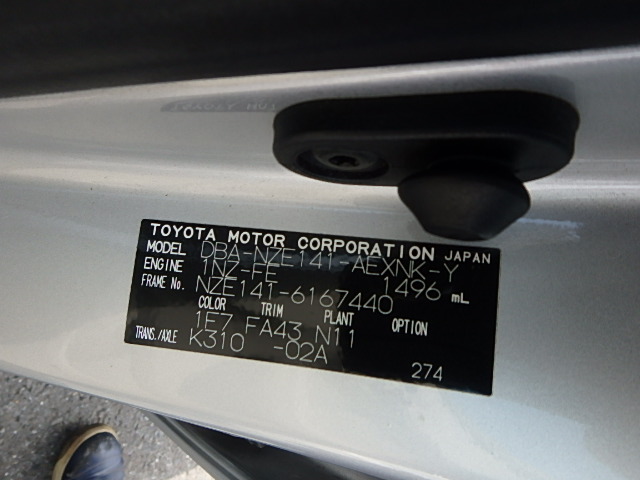 TOYOTA MOTOR CORPORATION JAPAN
MODEL DBA-NZE141-AEXNK-Y
ENGINE 1NZ-FE 1496 mL
FRAME No. NZE141-6167440
COLOR TRIM PLANT OPTION
1F7 FA43 N11
TRANS./AXLE K310 -02A
274